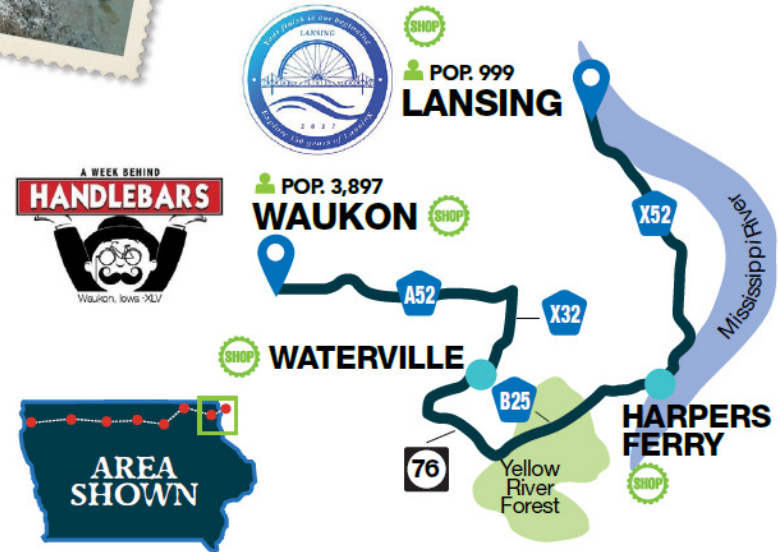 Your finish is our beginning
LANSING
2017
Explore 150 years of Lansing
SHOP
POP. 999
LANSING
A WEEK BEHIND
HANDLEBARS
Waukon, Iowa · XLV
POP. 3,897
WAUKON
SHOP
X52
Mississippi River
A52
X32
SHOP
WATERVILLE
B25
HARPERS
FERRY
SHOP
76
Yellow
River
Forest
AREA
SHOWN